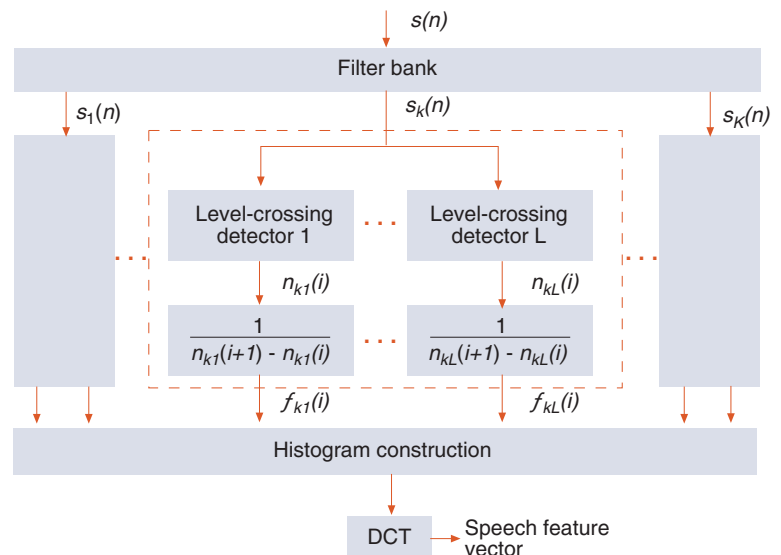 s(n)
Filter bank
s1(n)
sk(n)
sK(n)
Level-crossing
detector 1
. . .
Level-crossing
detector L
. . .
. . .
nk1(i)
nkL(i)
1
nk1(i+1) - nk1(i)
. . .
1
nkL(i+1) - nkL(i)
fk1(i)
fkL(i)
Histogram construction
DCT
Speech feature
vector